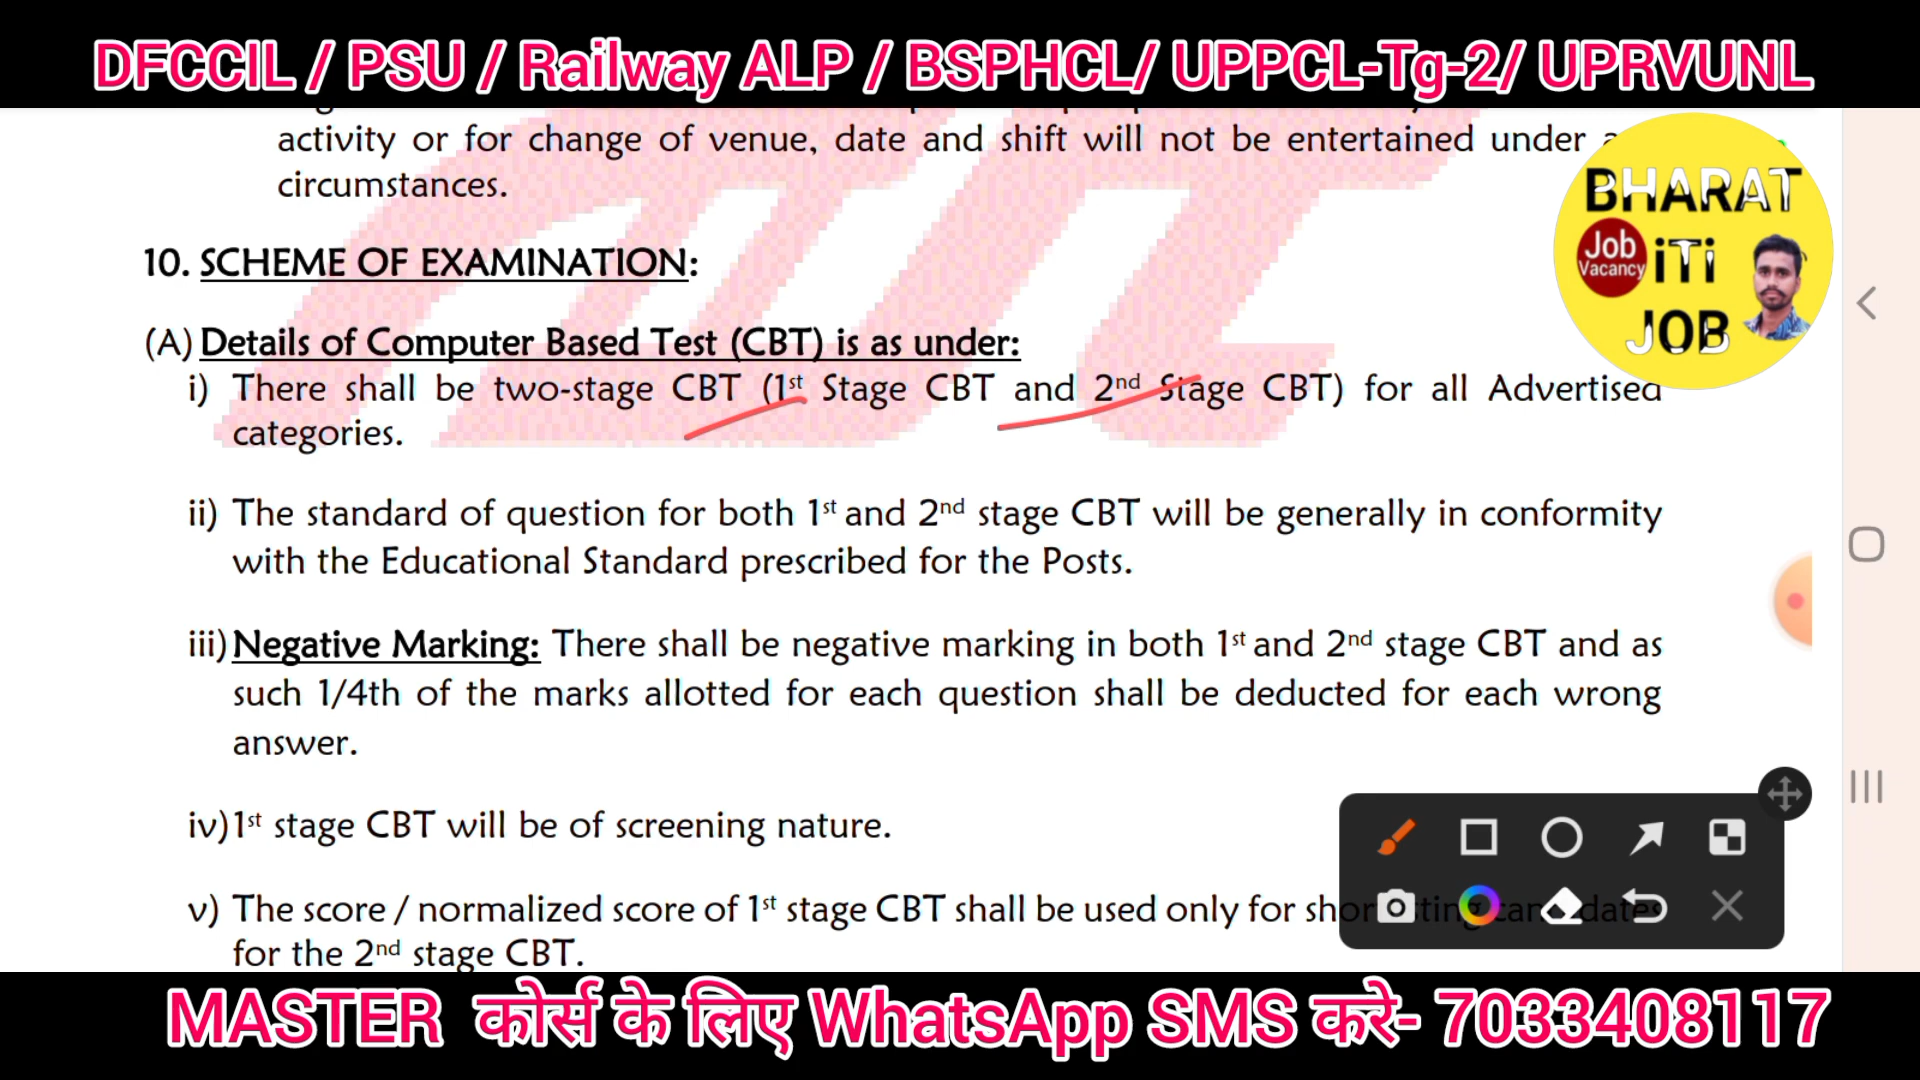 DFCCIL / PSU / Railway ALP / BSPHCL/ UPPCL-Tg-2/ UPRVUNL
activity or for change of venue, date and shift will not be entertained under
circumstances.
BHARAT
Job
Vacancy
iTi
JOB
10. SCHEME OF EXAMINATION:
(A) Details of Computer Based Test (CBT) is as under:
i) There shall be two-stage CBT (1st Stage CBT and 2nd Stage CBT) for all Advertised
categories.
ii) The standard of question for both 1st and 2nd stage CBT will be generally in conformity
with the Educational Standard prescribed for the Posts.
iii) Negative Marking: There shall be negative marking in both 1st and 2nd stage CBT and as
such 1/4th of the marks allotted for each question shall be deducted for each wrong
answer.
iv) 1st stage CBT will be of screening nature.
v) The score / normalized score of 1st stage CBT shall be used only for
for the 2nd stage CBT.
MASTER कोर्स के लिए WhatsApp SMS करे- 7033408117